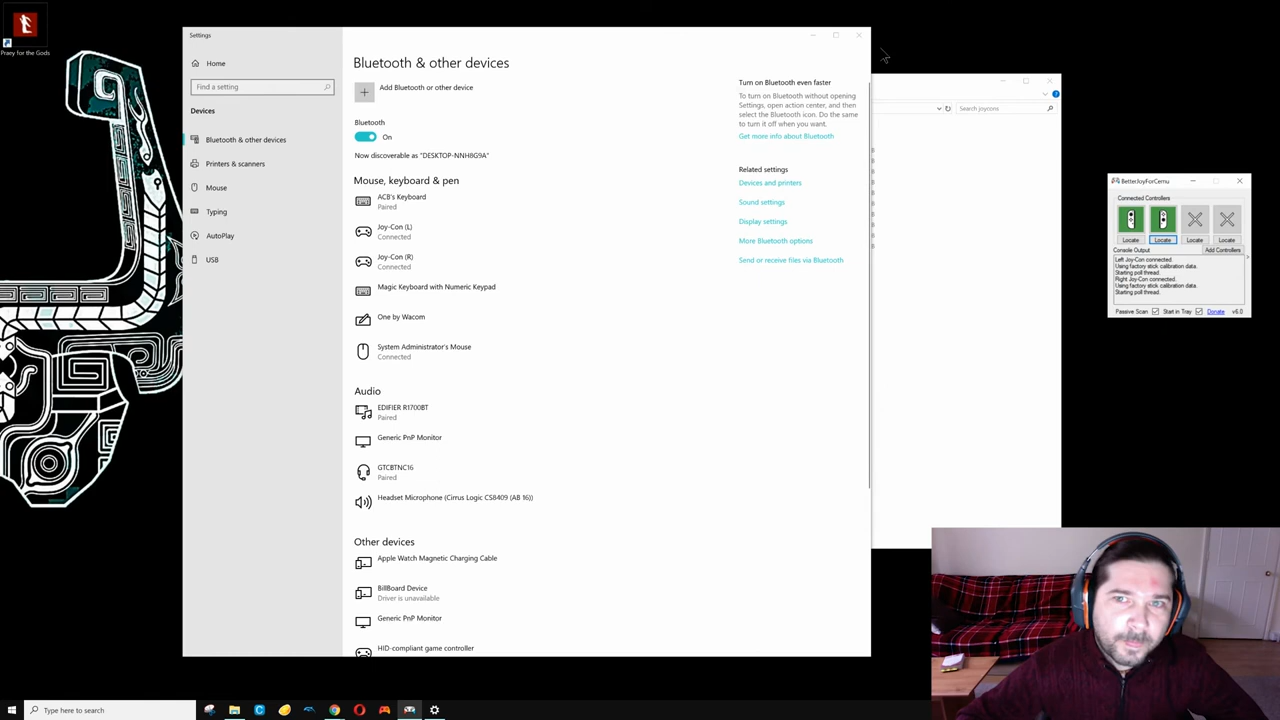 Praey for the Gods
Settings
Home
Find a setting
Devices
Bluetooth & other devices
Printers & scanners
Mouse
Typing
AutoPlay
USB
Bluetooth & other devices
Add Bluetooth or other device
Bluetooth
On
Now discoverable as "DESKTOP-NNH8G9A"
Mouse, keyboard & pen
ACB's Keyboard
Paired
Joy-Con (L)
Connected
Joy-Con (R)
Connected
Magic Keyboard with Numeric Keypad
One by Wacom
System Administrator's Mouse
Connected
Audio
EDIFIER R1700BT
Paired
Generic PnP Monitor
GTCBTNC16
Paired
Headset Microphone (Cirrus Logic CS8409 (AB 16))
Other devices
Apple Watch Magnetic Charging Cable
BillBoard Device
Driver is unavailable
Generic PnP Monitor
HID-compliant game controller
Turn on Bluetooth even faster
To turn on Bluetooth without opening
Settings, open action center, and then
select the Bluetooth icon. Do the same
to turn it off when you want.
Get more info about Bluetooth
Related settings
Devices and printers
Sound settings
Display settings
More Bluetooth options
Send or receive files via Bluetooth
Search joycons
BetterJoyForCemu
Connected Controllers
Locate Locate Locate Locate
Console Output Add Controllers
Left Joy-Con connected.
Using factory stick calibration data.
Starting poll thread.
Right Joy-Con connected.
Using factory stick calibration data.
Starting poll thread.
Passive Scan Start in Tray Donate v6.0
Type here to search